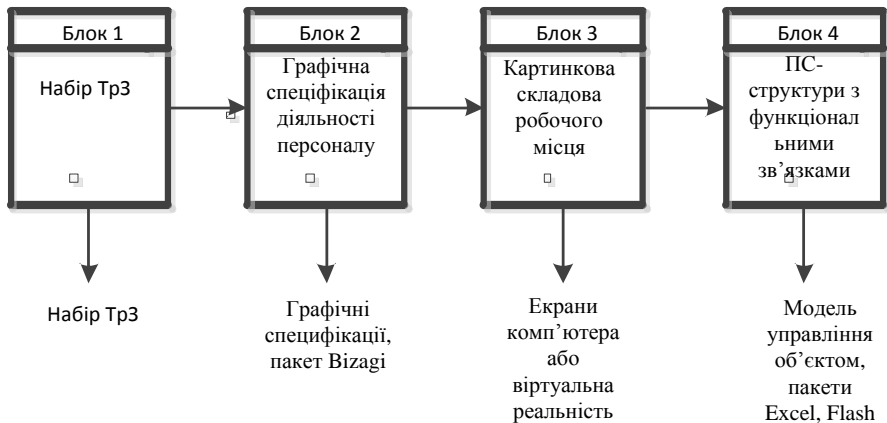 Блок 1
Набір ТрЗ
Блок 2
Графічна
спеціфікація
діяльності
персоналу
Блок 3
Картинкова
складова
робочого
місця
Блок 4
ПС-
структури з
функціонал
ьними
зв’язками
Набір ТрЗ
Графічні
специфікації,
пакет Bizagi
Екрани
комп’ютера
або
віртуальна
реальність
Модель
управління
об’єктом,
пакети
Excel, Flash